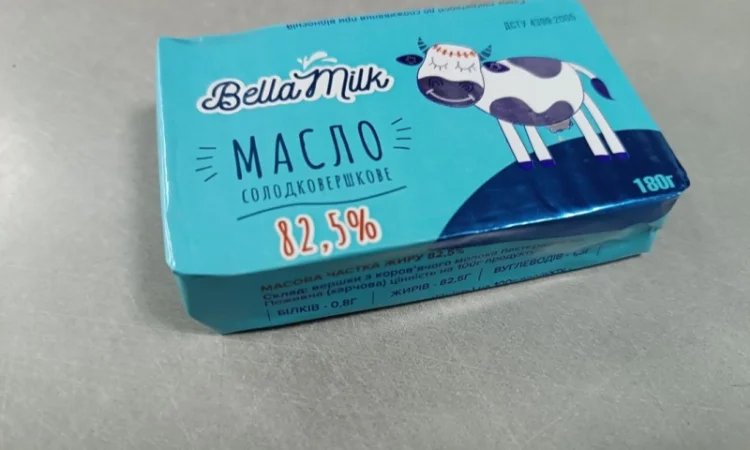 ДСТУ 4399:2005
Bella Milk
МАСЛО
СОЛОДКОВЕРШКОВЕ
82,5%
180г
МАСОВА ЧАСТКА ЖИРУ 82,5%
Склад: вершки з коров'ячого молока
Поживна (харчова) цінність на 100г продукту
БІЛКІВ - 0,8Г | ЖИРІВ - 82,5Г | ВУГЛЕВОДІВ -